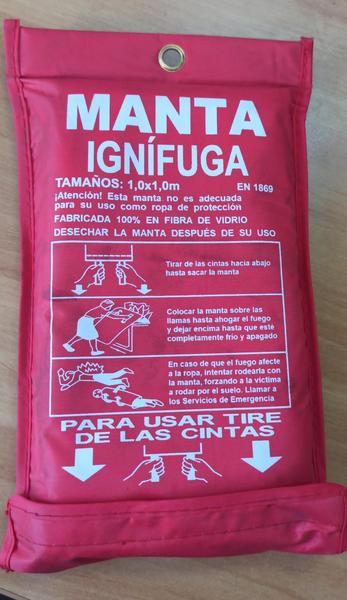 MANTA
IGNÍFUGA
TAMAÑOS: 1,0x1,0m EN 1869
¡Atención! Esta manta no es adecuada
para su uso como ropa de protección
FABRICADA 100% EN FIBRA DE VIDRIO
DESECHAR LA MANTA DESPUÉS DE SU USO
Tirar de las cintas hacia abajo
hasta sacar la manta
Colocar la manta sobre las
llamas hasta ahogar el fuego
y dejar encima hasta que esté
completamente frío y apagado
En caso de que el fuego afecte
a la ropa, intentar rodearla con
la manta, forzando a la víctima
a rodar por el suelo. Llamar a
los Servicios de Emergencia
PARA USAR TIRE
DE LAS CINTAS